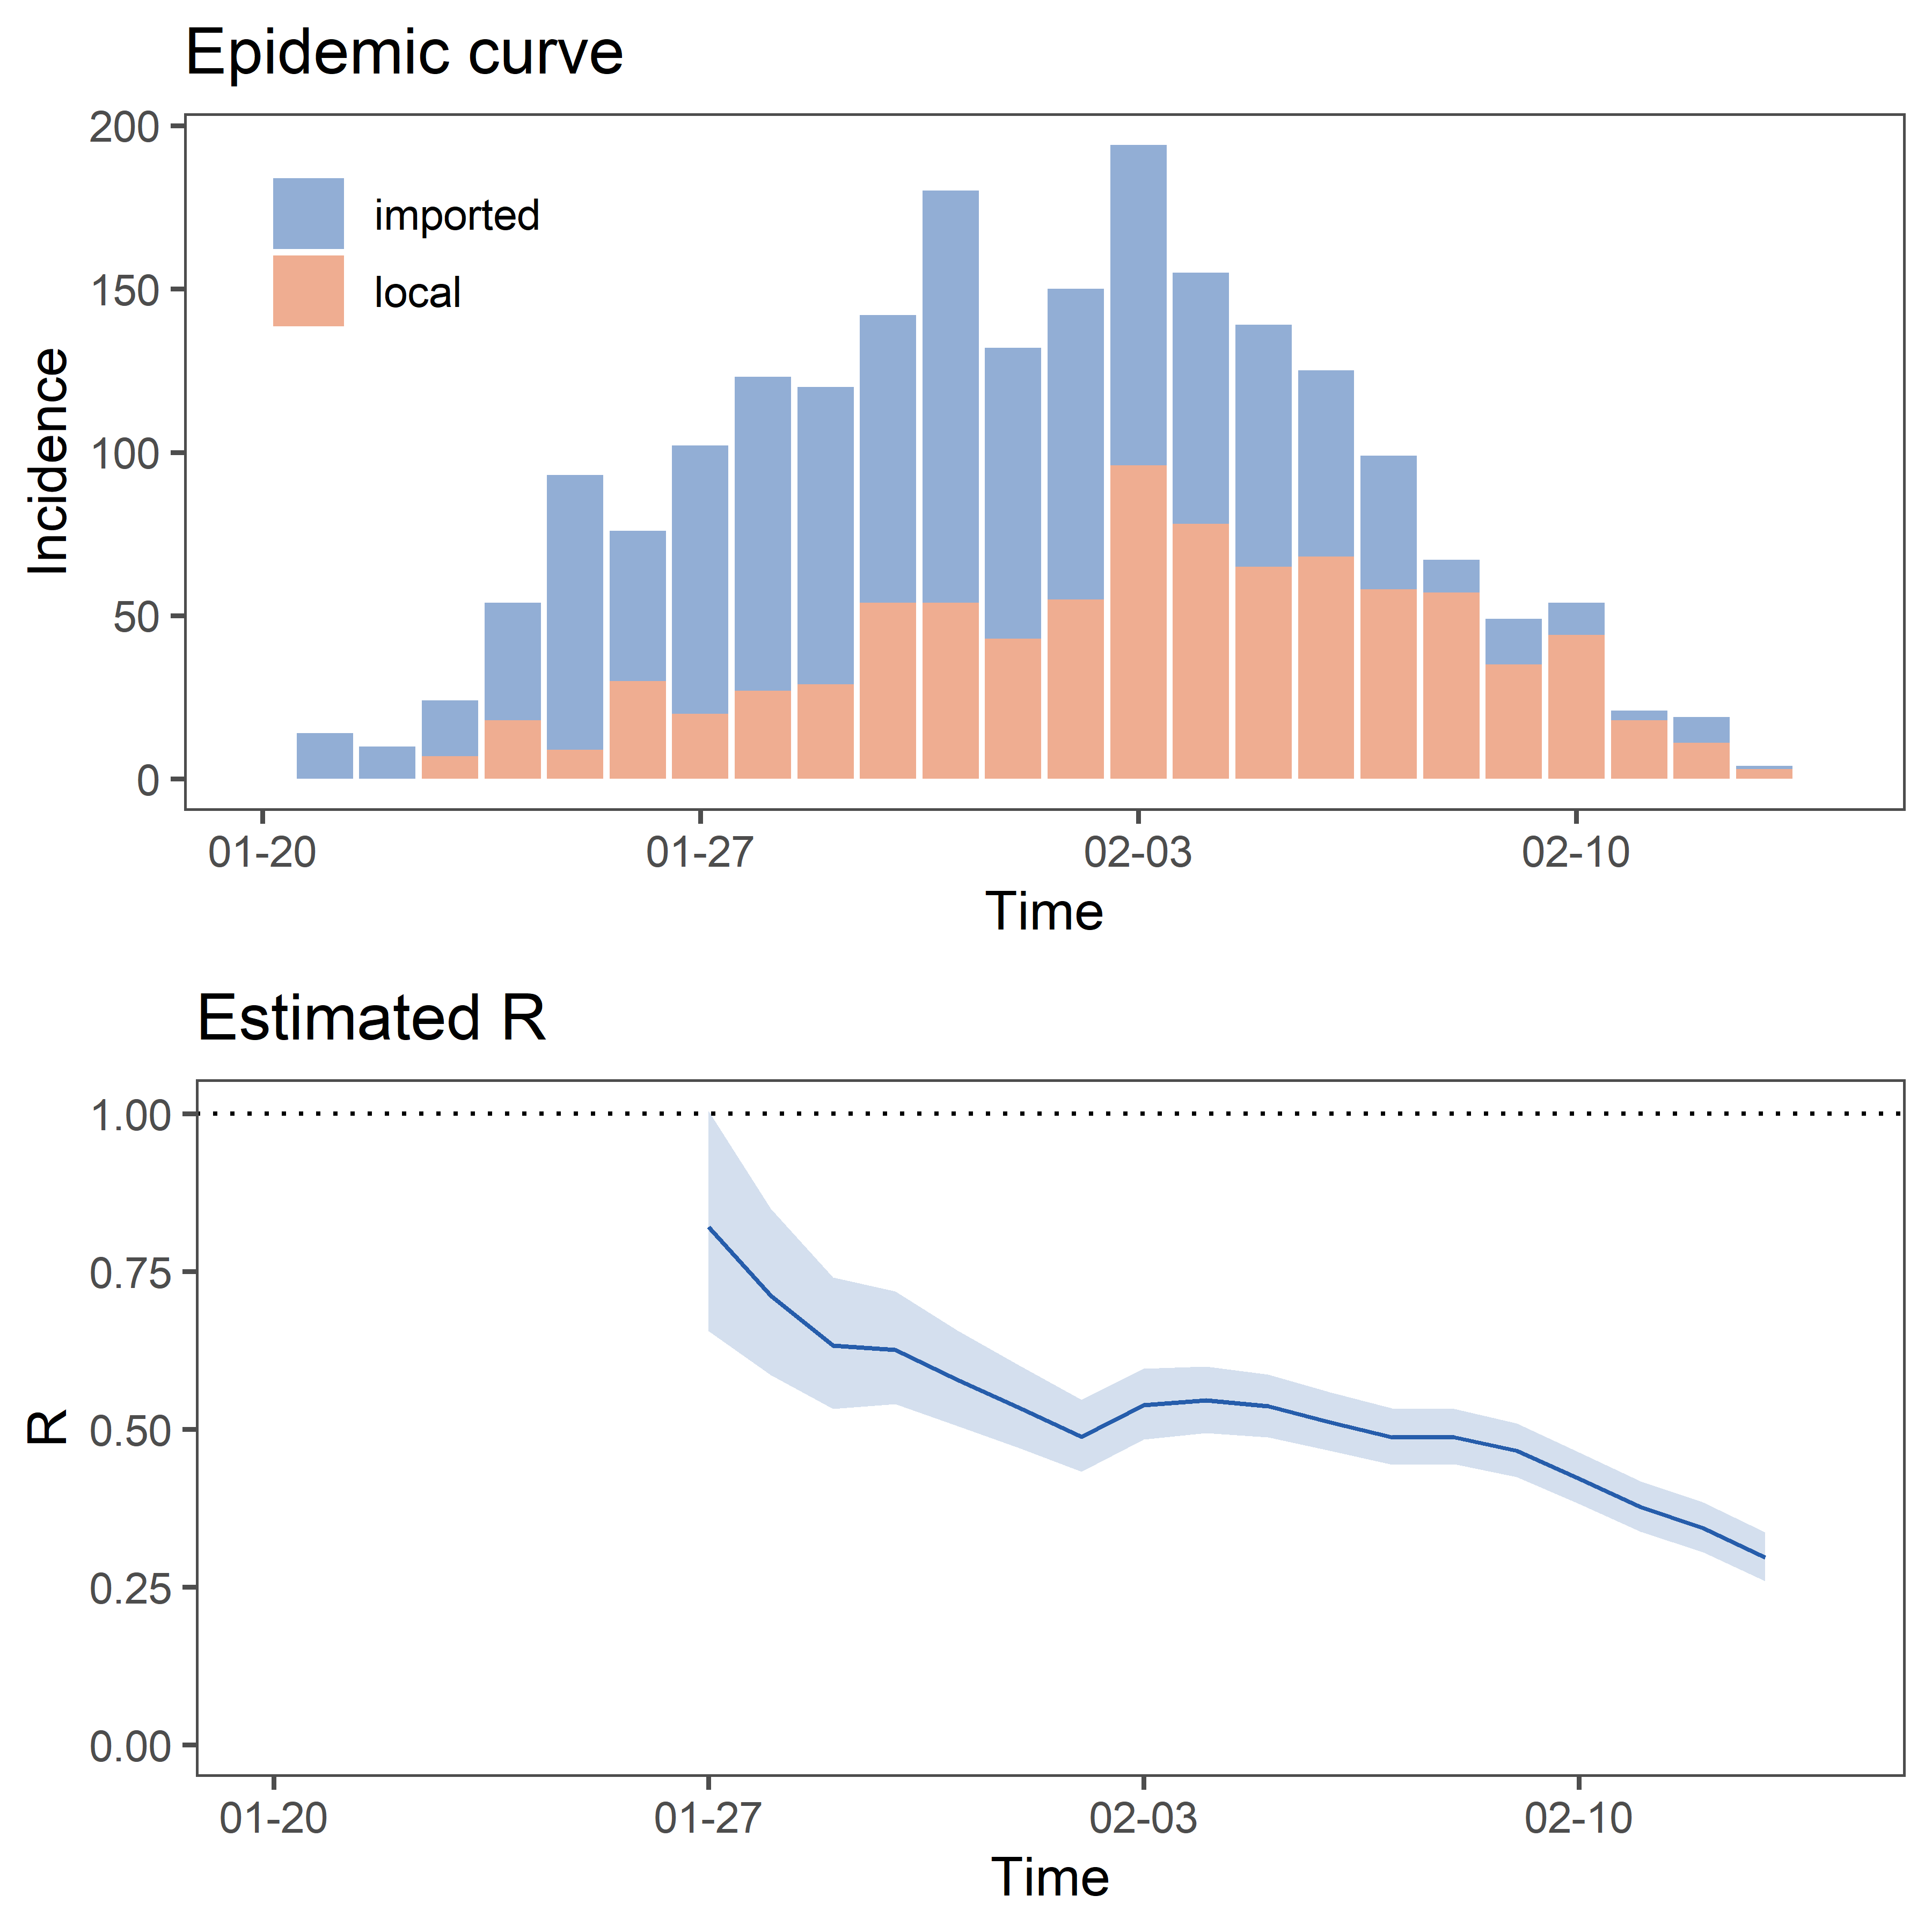 Epidemic curve
200
150
100
50
0
Incidence
imported
local
01-20 01-27 02-03 02-10
Time
Estimated R
1.00
0.75
0.50
0.25
0.00
R
01-20 01-27 02-03 02-10
Time